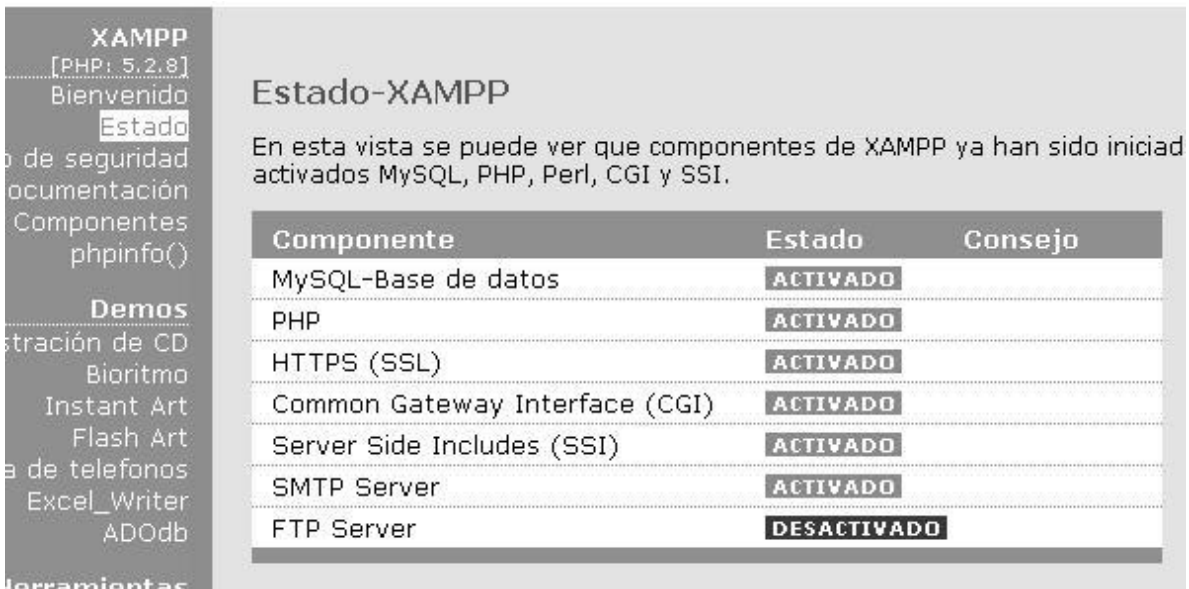 XAMPP
[PHP: 5.2.8]
Bienvenido
Estado
de seguridad
ocumentación
Componentes
phpinfo()
Demos
stración de CD
Bioritmo
Instant Art
Flash Art
a de telefonos
Excel_Writer
ADOdb
Herramientas
Estado-XAMPP
En esta vista se puede ver que componentes de XAMPP ya han sido iniciad
activados MySQL, PHP, Perl, CGI y SSI.
Componente Estado Consejo
MySQL-Base de datos ACTIVADO
PHP ACTIVADO
HTTPS (SSL) ACTIVADO
Common Gateway Interface (CGI) ACTIVADO
Server Side Includes (SSI) ACTIVADO
SMTP Server ACTIVADO
FTP Server DESACTIVADO